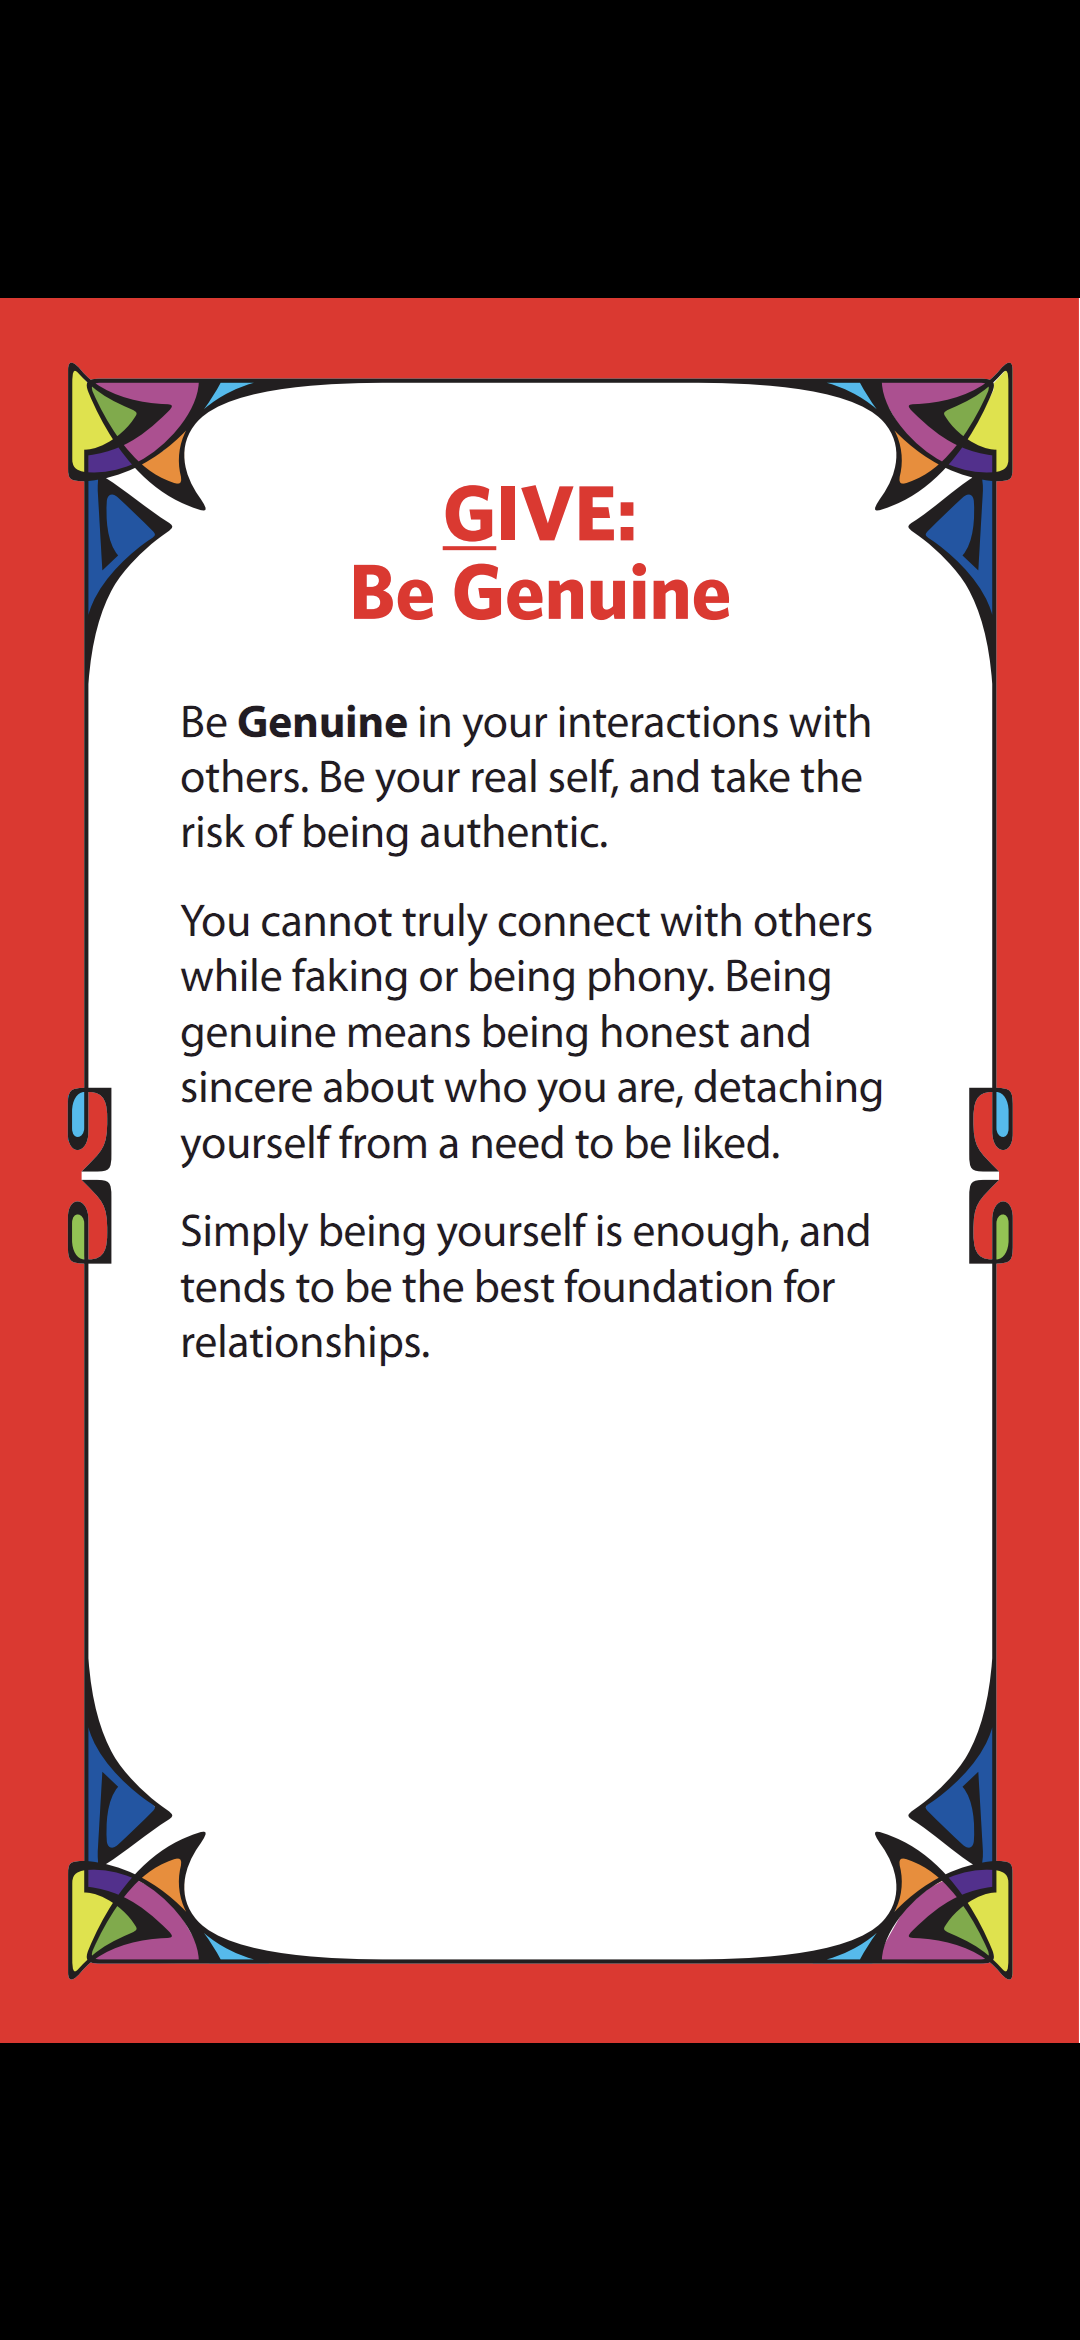 GIVE:
Be Genuine
Be Genuine in your interactions with
others. Be your real self, and take the
risk of being authentic.
You cannot truly connect with others
while faking or being phony. Being
genuine means being honest and
sincere about who you are, detaching
yourself from a need to be liked.
Simply being yourself is enough, and
tends to be the best foundation for
relationships.